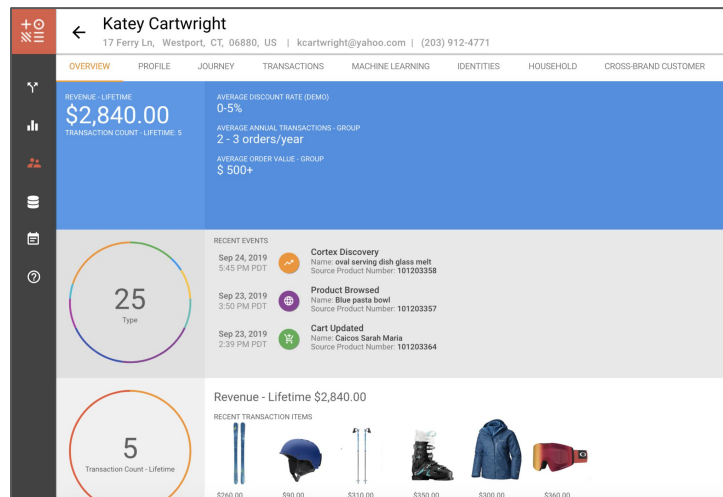 Katey Cartwright
17 Ferry Ln, Westport, CT, 06880, US | kcartwright@yahoo.com | (203) 912-4771
OVERVIEW PROFILE JOURNEY TRANSACTIONS MACHINE LEARNING IDENTITIES HOUSEHOLD CROSS-BRAND CUSTOMER
REVENUE - LIFETIME
$2,840.00
TRANSACTION COUNT - LIFETIME: 5
AVERAGE DISCOUNT RATE (DEMO)
0-5%
AVERAGE ANNUAL TRANSACTIONS - GROUP
2 - 3 orders/year
AVERAGE ORDER VALUE - GROUP
$ 500+
25
Type
RECENT EVENTS
Sep 24, 2019
5:45 PM PDT
Cortex Discovery
Name: oval serving dish glass melt
Source Product Number: 101203358
Sep 23, 2019
3:50 PM PDT
Product Browsed
Name: Blue pasta bowl
Source Product Number: 101203357
Sep 23, 2019
2:39 PM PDT
Cart Updated
Name: Caicos Sarah Maria
Source Product Number: 101203364
5
Transaction Count - Lifetime
Revenue - Lifetime $2,840.00
RECENT TRANSACTION ITEMS
$260.00 $90.00 $310.00 $350.00 $300.00 $360.00